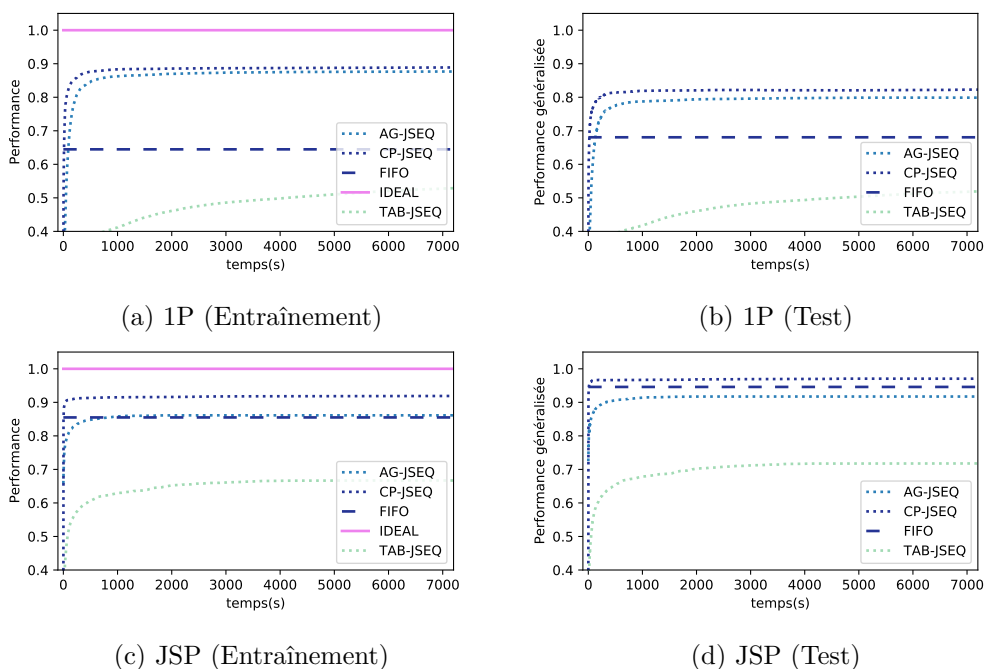 1.0
0.9
0.8
0.7
0.6
0.5
0.4
Performance
AG-JSEQ
CP-JSEQ
FIFO
IDEAL
TAB-JSEQ
0 1000 2000 3000 4000 5000 6000 7000
temps(s)
(a) 1P (Entraînement)
1.0
0.9
0.8
0.7
0.6
0.5
0.4
Performance généralisée
AG-JSEQ
CP-JSEQ
FIFO
TAB-JSEQ
0 1000 2000 3000 4000 5000 6000 7000
temps(s)
(b) 1P (Test)
1.0
0.9
0.8
0.7
0.6
0.5
0.4
Performance
AG-JSEQ
CP-JSEQ
FIFO
IDEAL
TAB-JSEQ
0 1000 2000 3000 4000 5000 6000 7000
temps(s)
(c) JSP (Entraînement)
1.0
0.9
0.8
0.7
0.6
0.5
0.4
Performance généralisée
AG-JSEQ
CP-JSEQ
FIFO
TAB-JSEQ
0 1000 2000 3000 4000 5000 6000 7000
temps(s)
(d) JSP (Test)